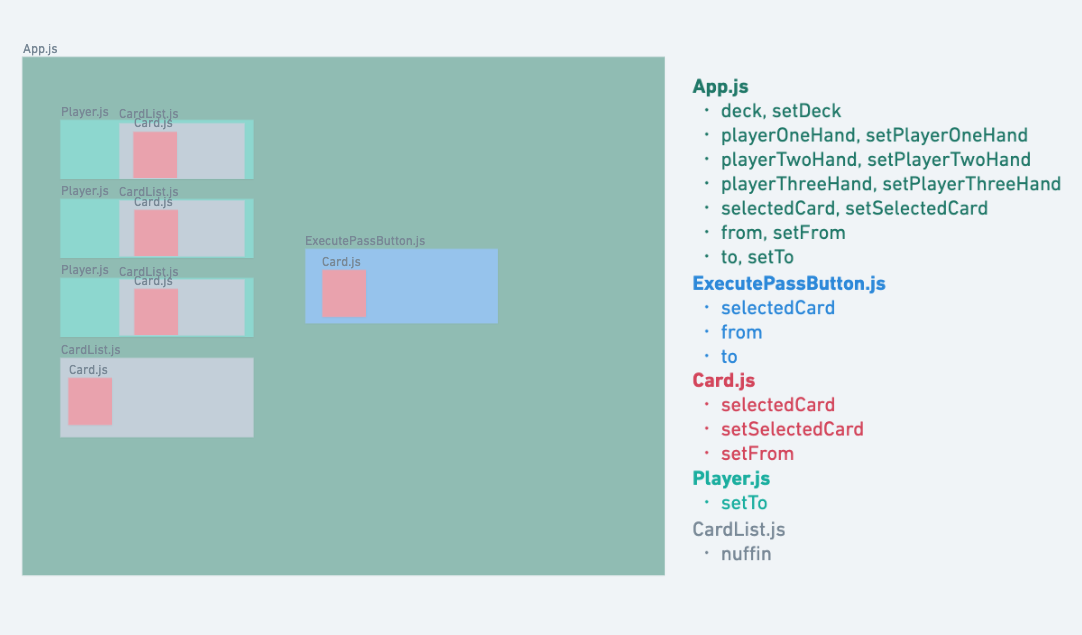 App.js
Player.js
CardList.js
Card.js
Player.js
CardList.js
Card.js
Player.js
CardList.js
Card.js
CardList.js
Card.js
ExecutePassButton.js
Card.js
App.js
· deck, setDeck
· playerOneHand, setPlayerOneHand
· playerTwoHand, setPlayerTwoHand
· playerThreeHand, setPlayerThreeHand
· selectedCard, setSelectedCard
· from, setFrom
· to, setTo
ExecutePassButton.js
· selectedCard
· from
· to
Card.js
· selectedCard
· setSelectedCard
· setFrom
Player.js
· setTo
CardList.js
· nuffin